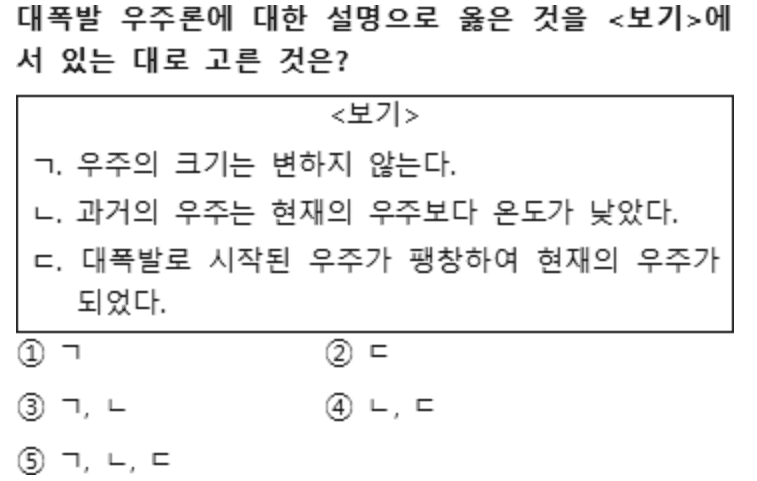 대폭발 우주론에 대한 설명으로 옳은 것을 <보기>에
서 있는 대로 고른 것은?
<보기>
ㄱ. 우주의 크기는 변하지 않는다.
ㄴ. 과거의 우주는 현재의 우주보다 온도가 낮았다.
ㄷ. 대폭발로 시작된 우주가 팽창하여 현재의 우주가
되었다.
① ㄱ ② ㄷ
③ ㄱ, ㄴ ④ ㄴ, ㄷ
⑤ ㄱ, ㄴ, ㄷ